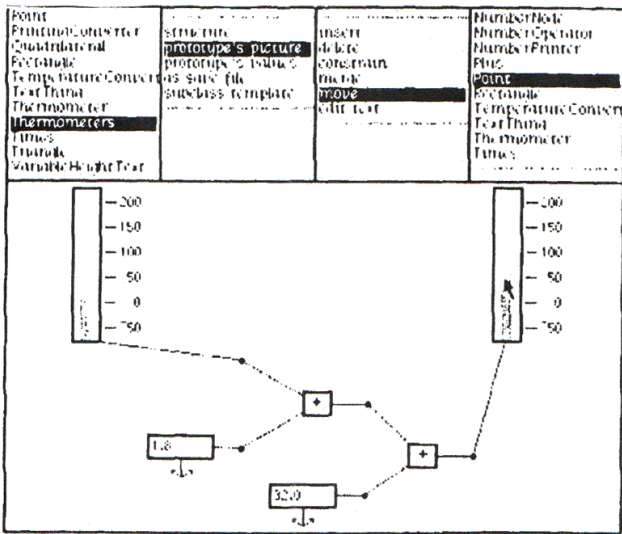 Point
PrintingConverter
Quadrilateral
Rectangle
TemperatureConvert
TextThing
Thermometer
Thermometers
Times
Triangle
VariableHeightText
structure
prototype's picture
prototype's values
as save file
subclass template
insert
delete
constrain
merge
move
edit text
NumberNode
NumberOperator
NumberPrinter
Plus
Point
Rectangle
TemperatureConvert
TextThing
Thermometer
Times
200
150
100
50
0
¯50
200
150
100
50
0
¯50
+
1.8
+
32.0